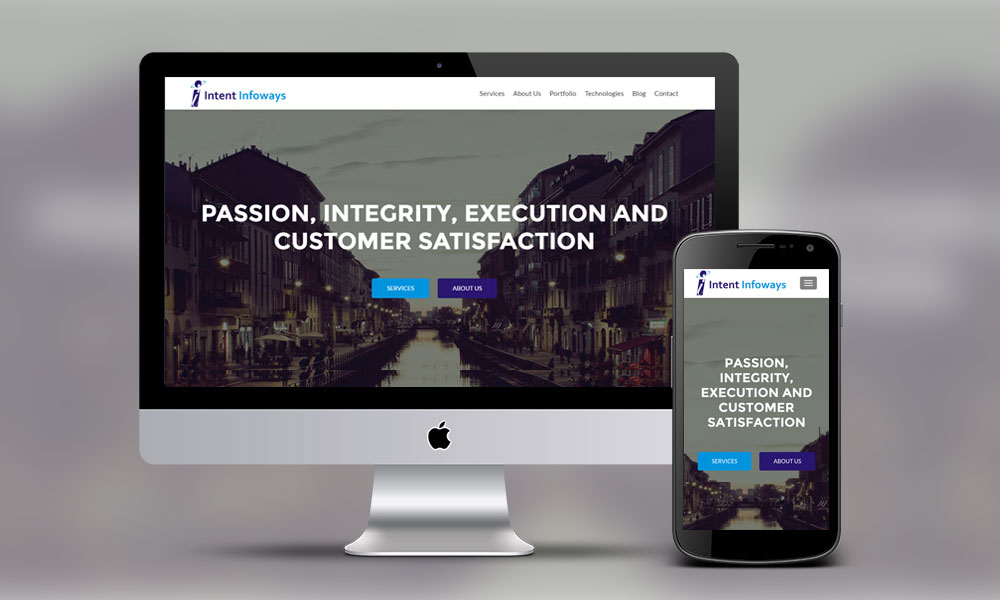 Intent Infoways
Services About Us Portfolio Technologies Blog Contact
PASSION, INTEGRITY, EXECUTION AND
CUSTOMER SATISFACTION
SERVICES ABOUT US
Intent Infoways
PASSION,
INTEGRITY,
EXECUTION AND
CUSTOMER
SATISFACTION
SERVICES ABOUT US